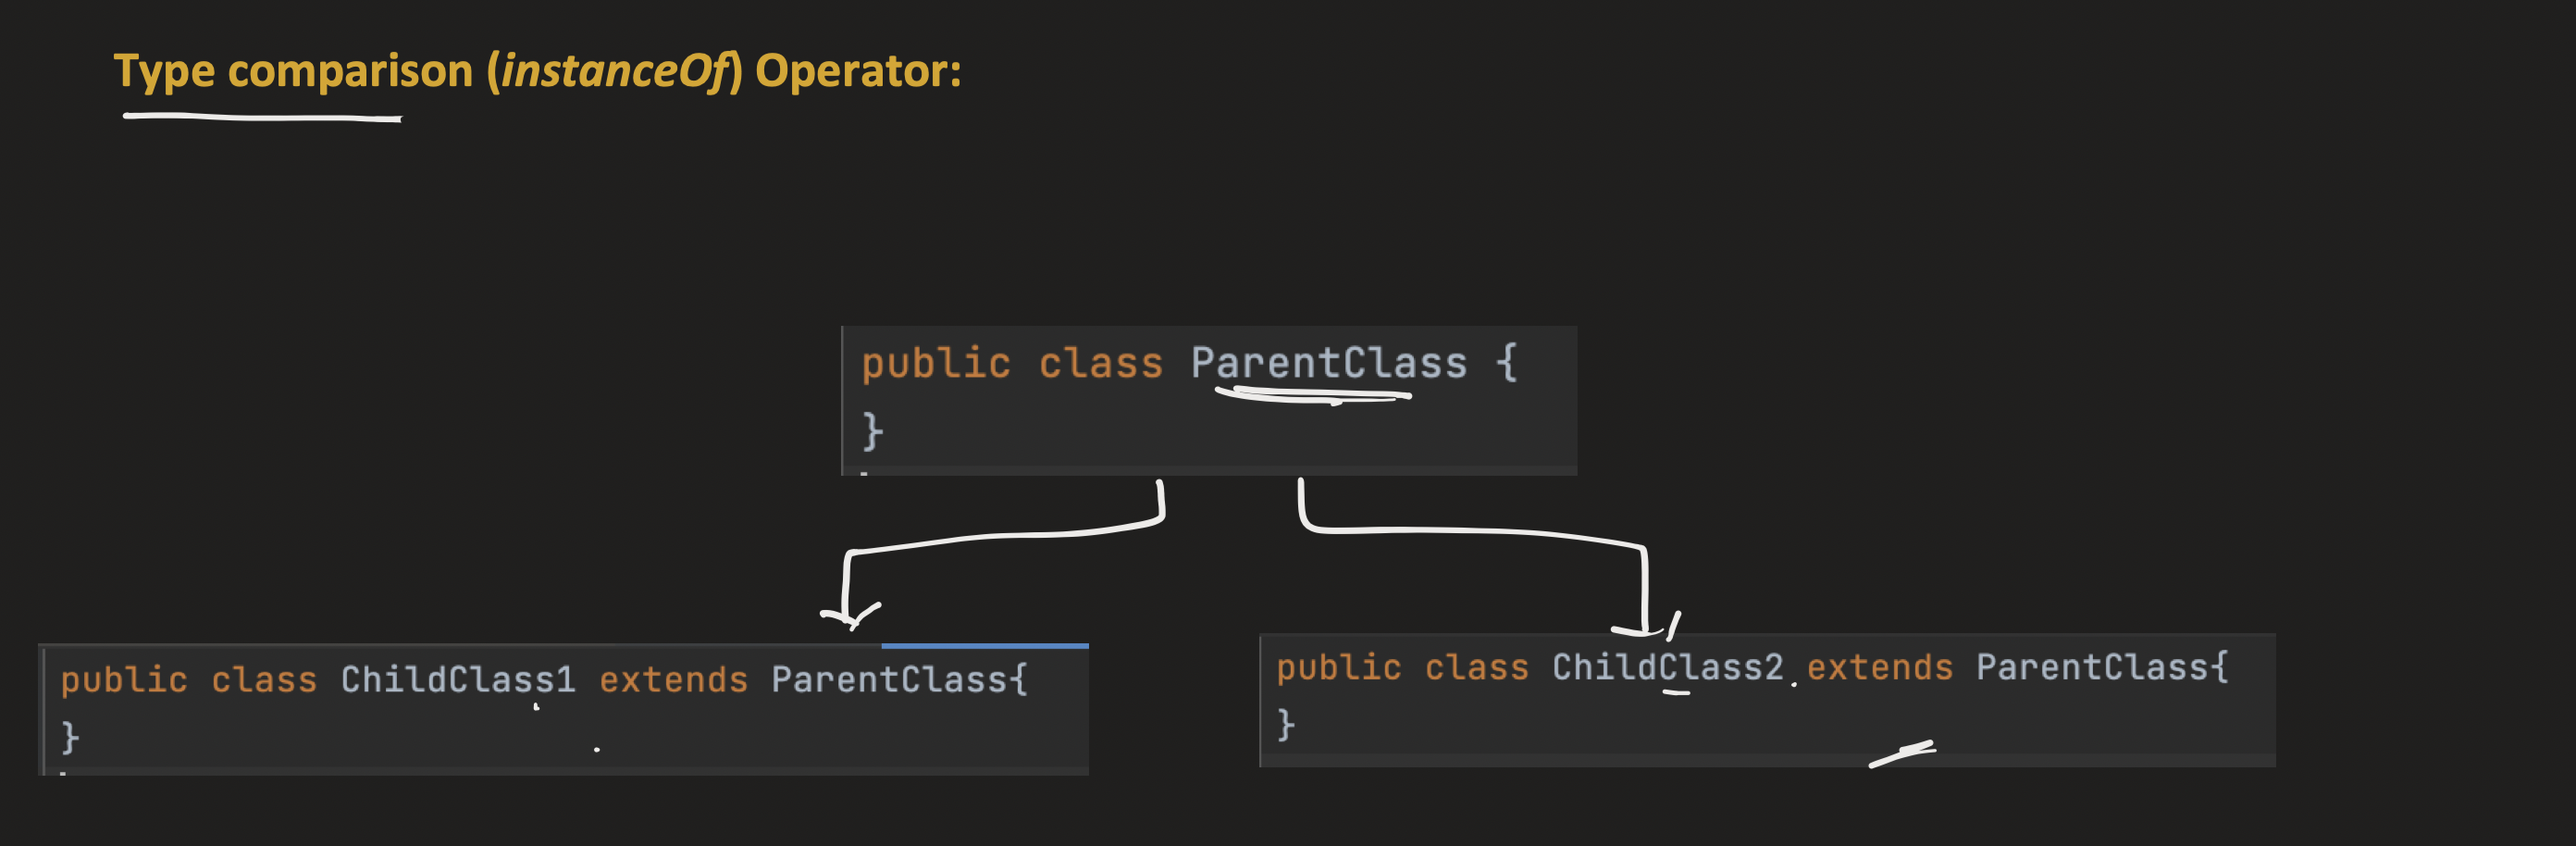 Type comparison (instanceOf) Operator:
public class ParentClass {
}
public class ChildClass1 extends ParentClass{
}
public class ChildClass2 extends ParentClass{
}